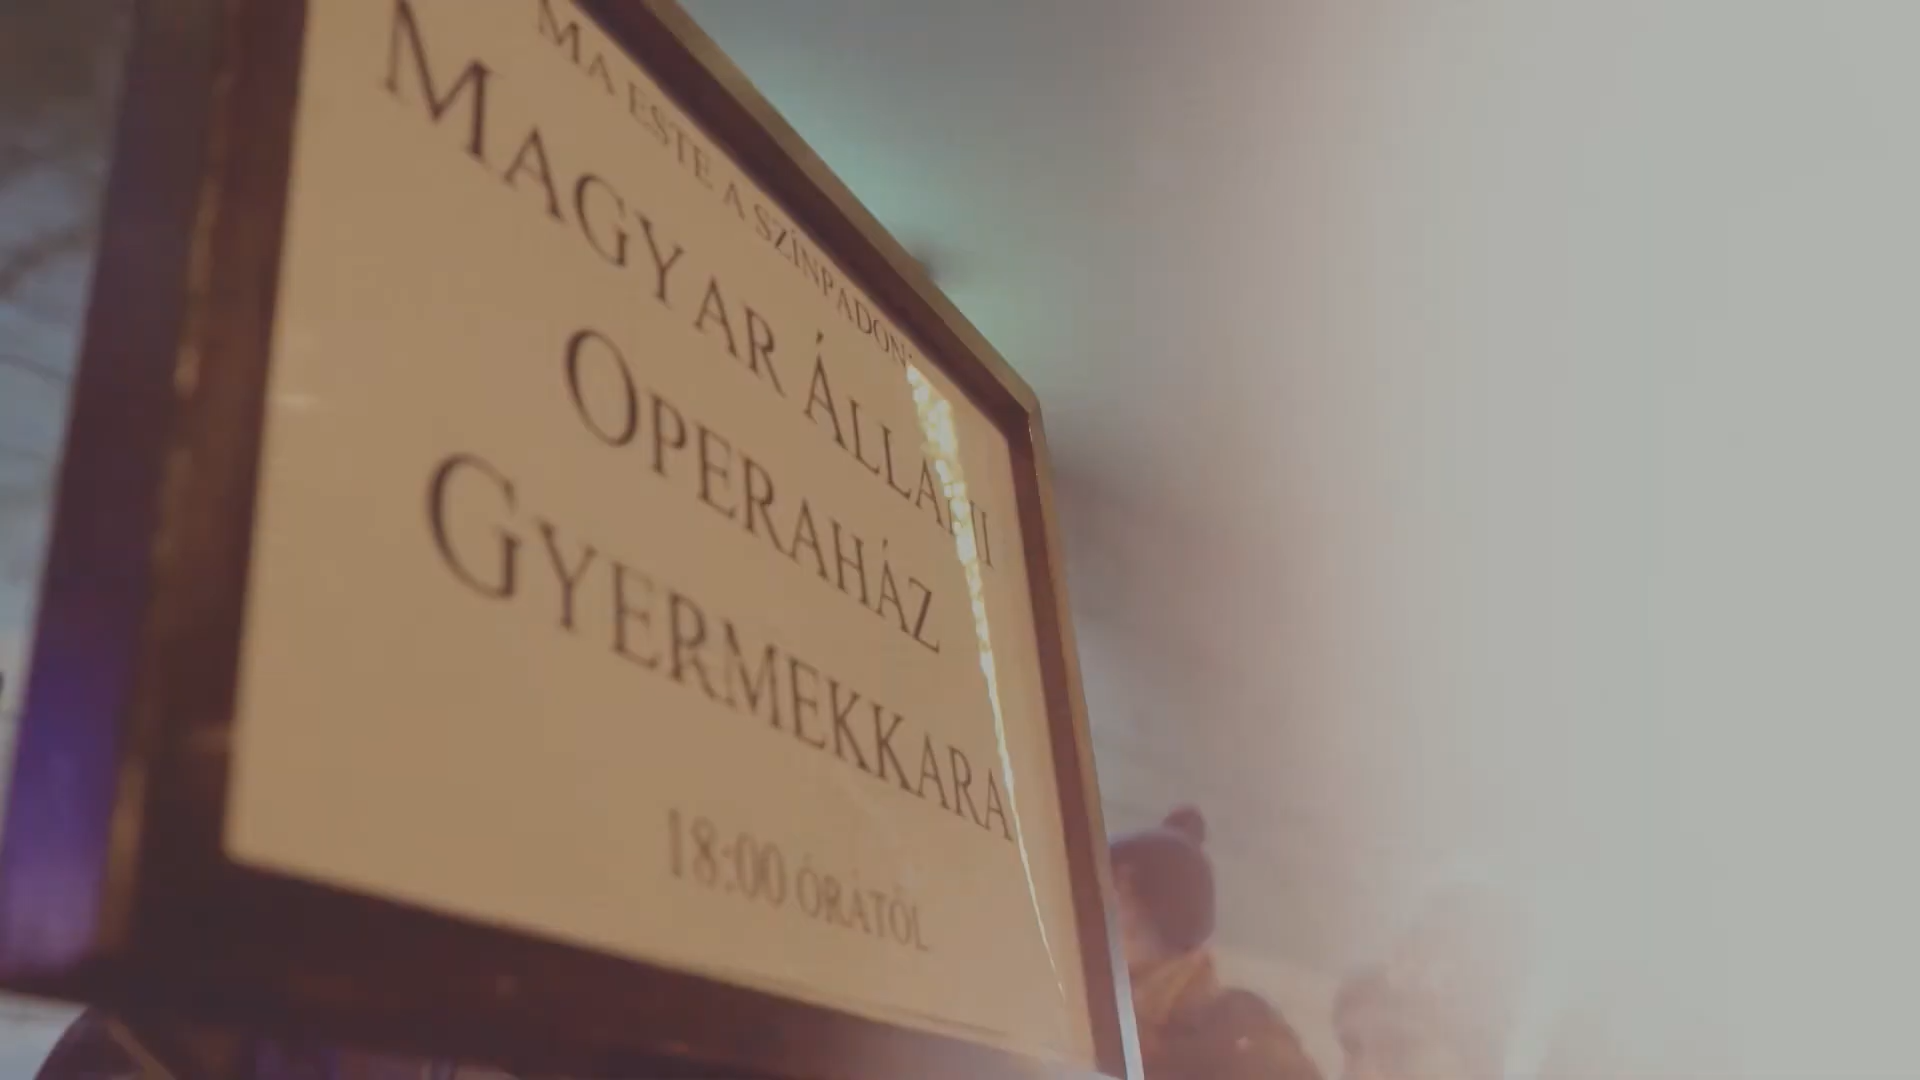 MA ESTE A SZÍNPADON:
MAGYAR ÁLLAMI
OPERAHÁZ
GYERMEKKARA
18:00 ÓRÁTÓL